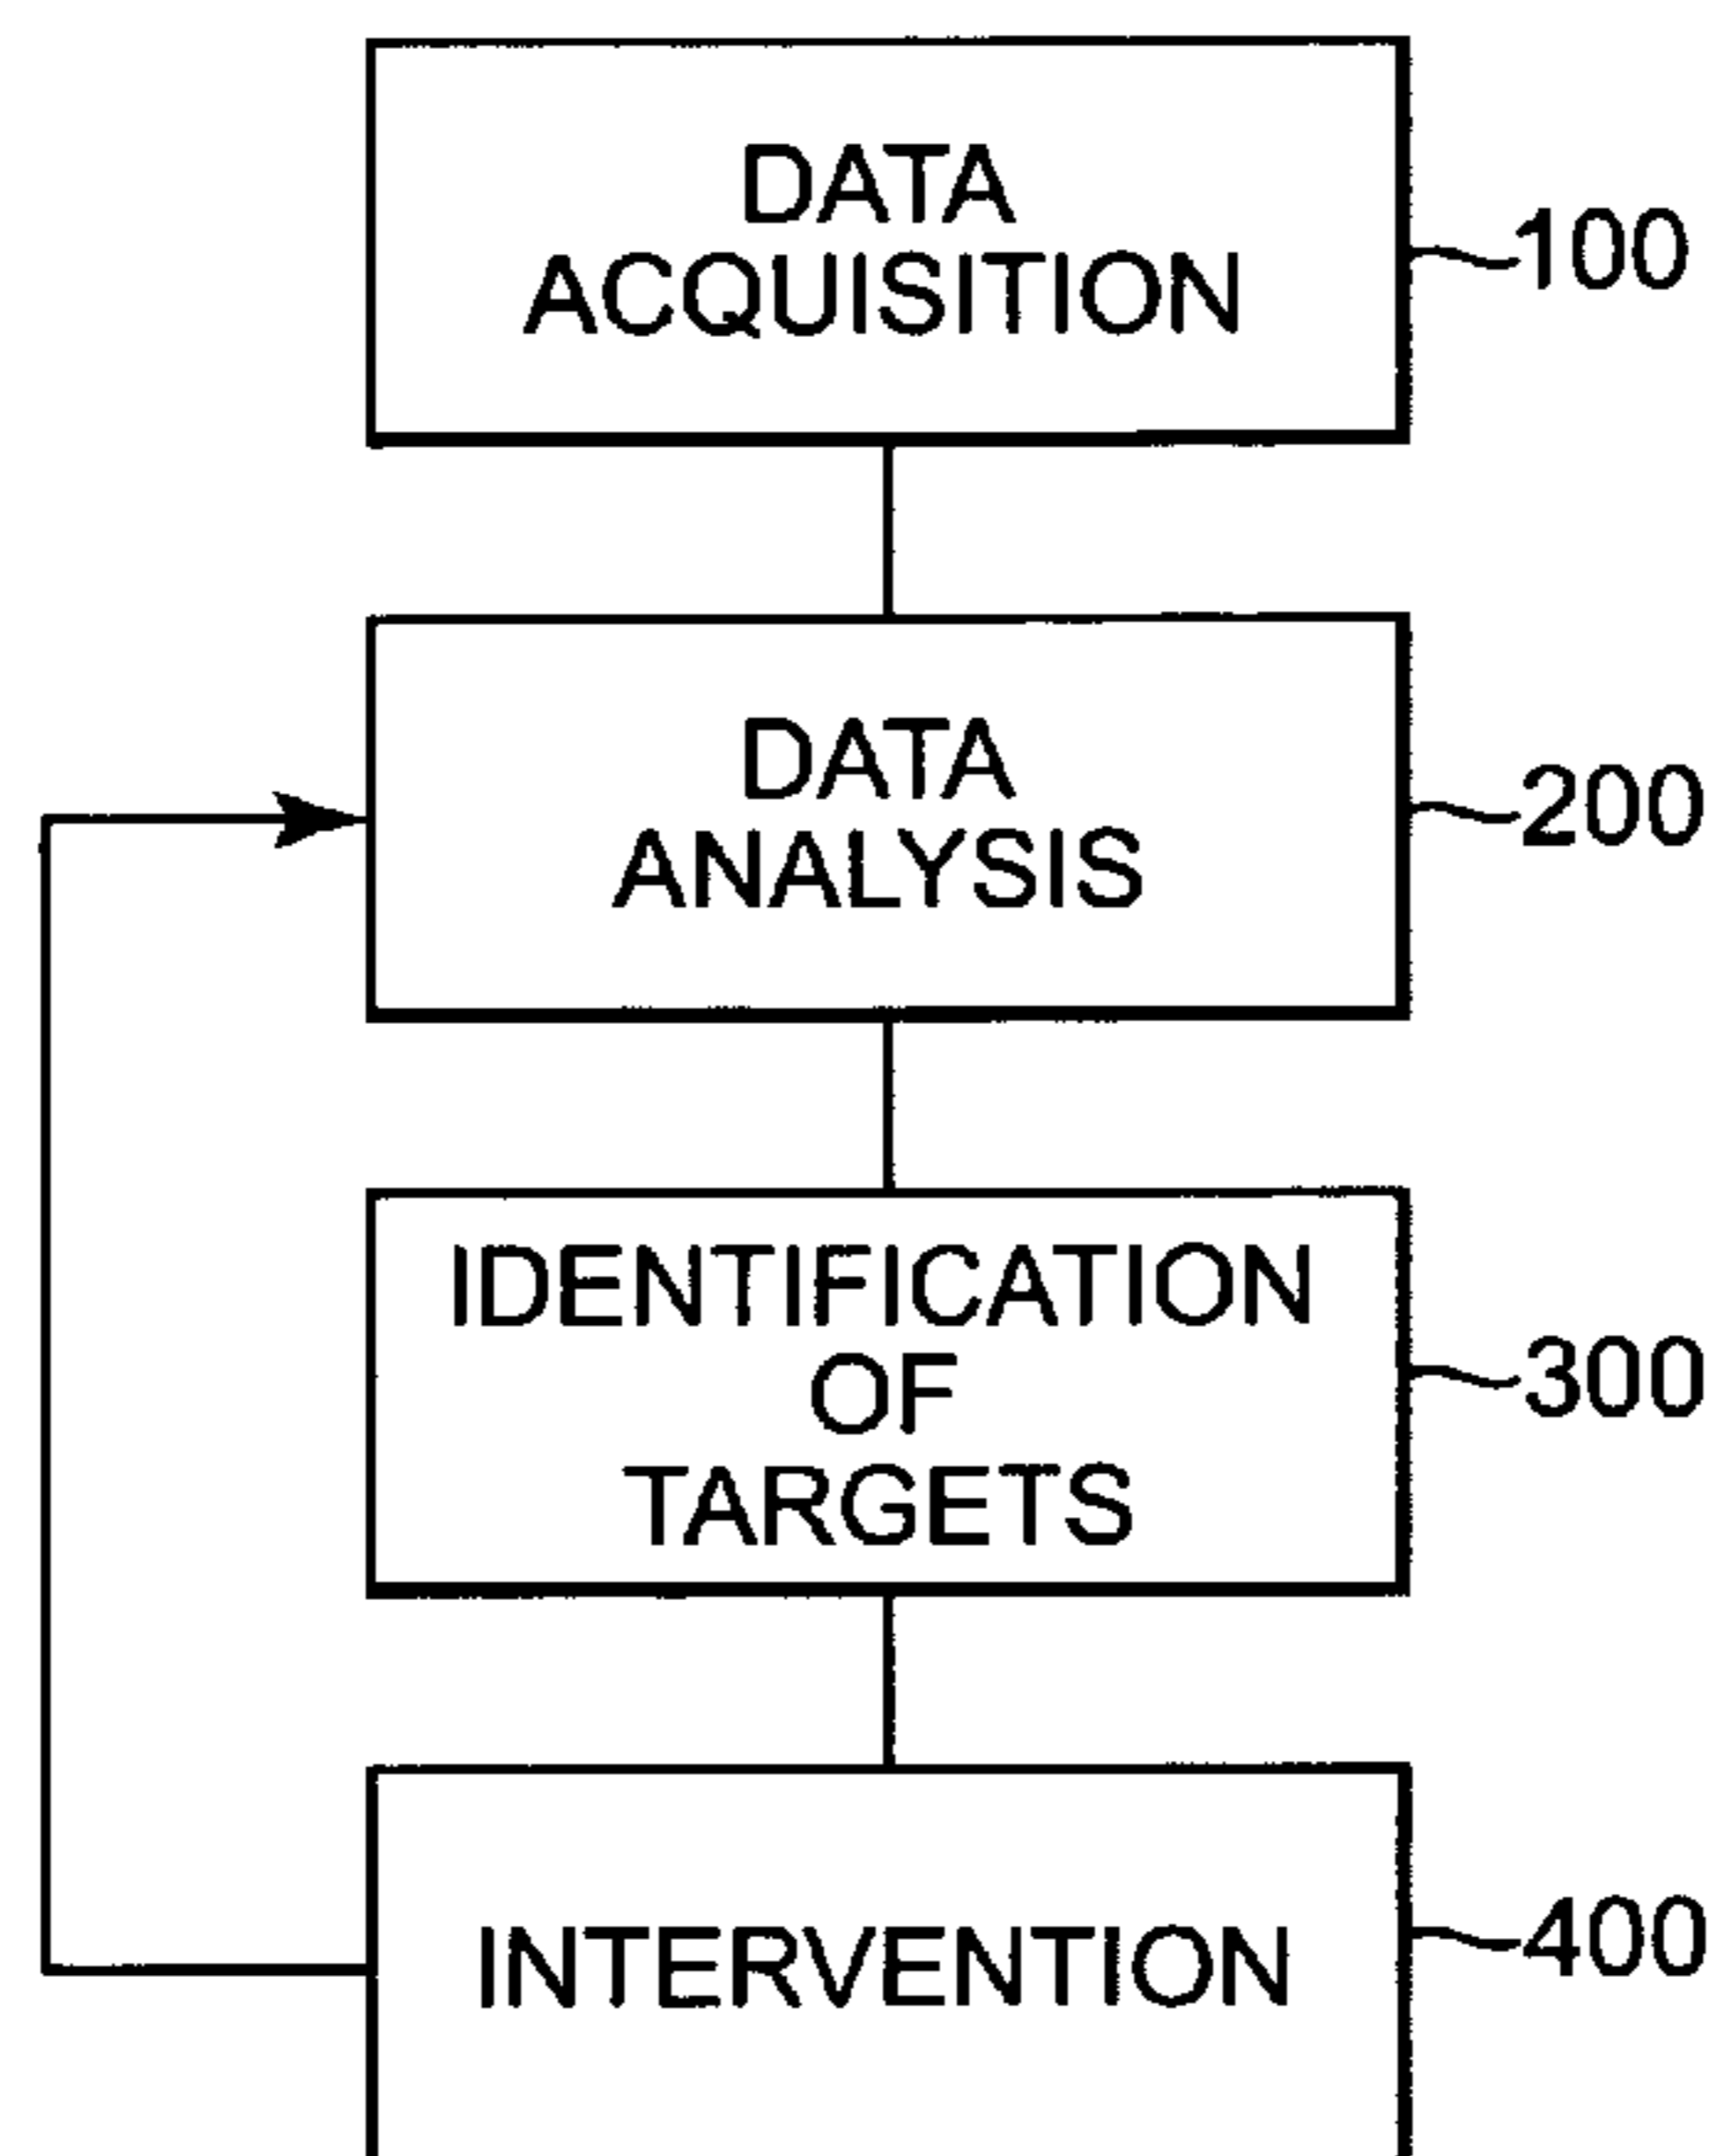 DATA
ACQUISITION
100
DATA
ANALYSIS
200
IDENTIFICATION
OF
TARGETS
300
INTERVENTION
400